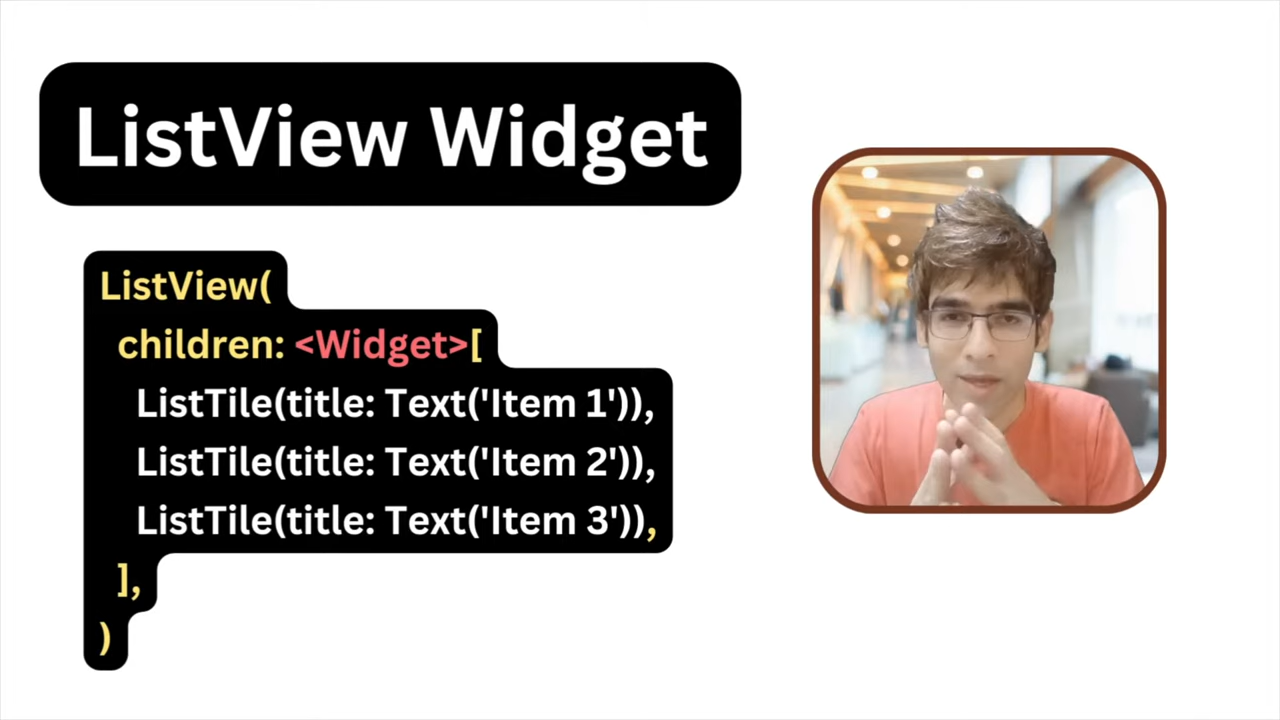 ListView Widget
ListView(
children: <Widget>[
ListTile(title: Text('Item 1')),
ListTile(title: Text('Item 2')),
ListTile(title: Text('Item 3')),
],
)